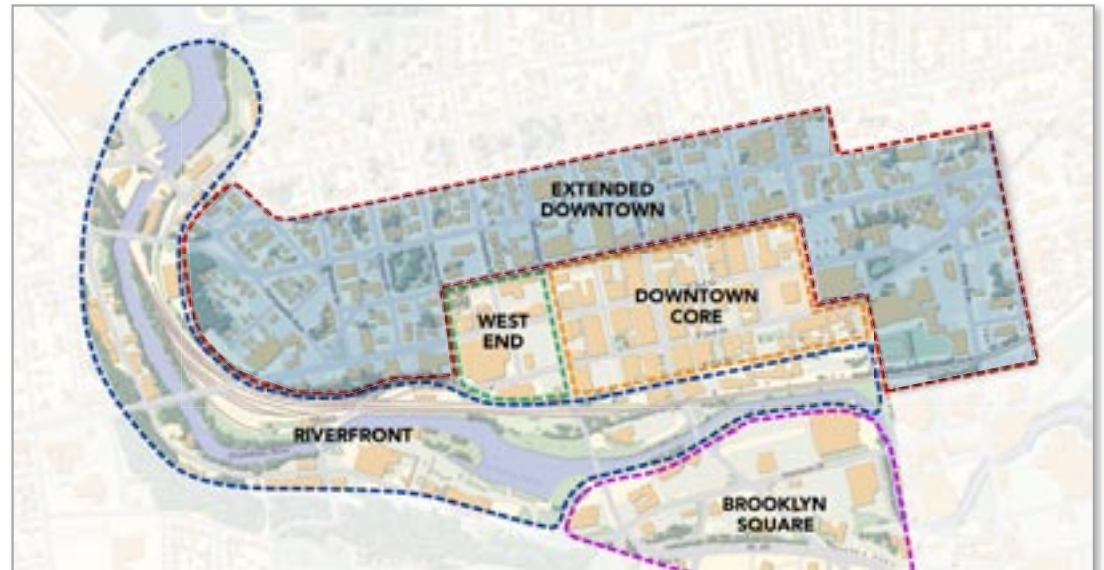 EXTENDED
DOWNTOWN
DOWNTOWN
CORE
WEST
END
RIVERFRONT
BROOKLYN
SQUARE